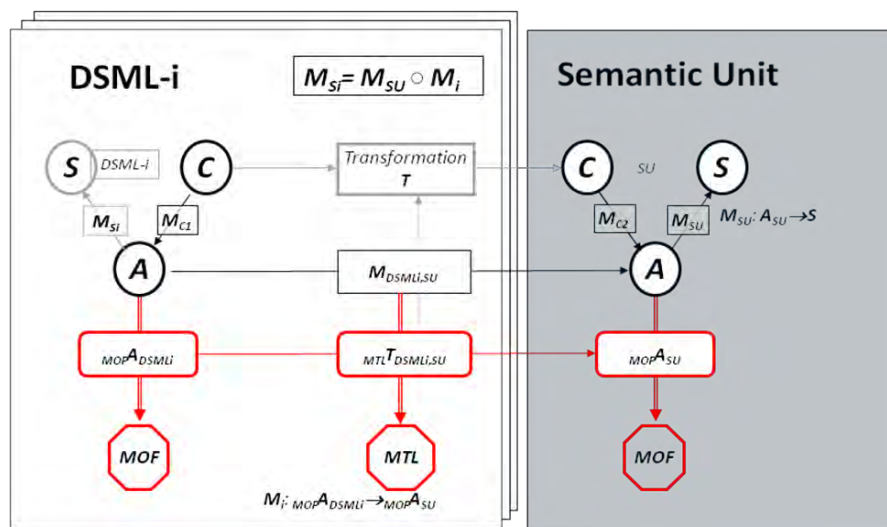 DSML-i
M_Si = M_SU ○ M_i
Semantic Unit
S
DSML-i
C
Transformation
T
C
SU
S
M_Si
M_C1
M_C2
M_SU
M_SU: A_SU→S
A
M_DSMLi,SU
A
MOP A_DSMLi
MTL T_DSMLi,SU
MOP A_SU
MOF
MTL
MOF
M_i: MOP A_DSMLi→MOP A_SU